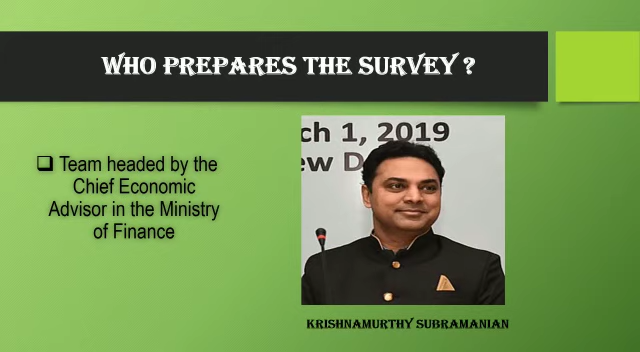 WHO PREPARES THE SURVEY ?
❑ Team headed by the
Chief Economic
Advisor in the Ministry
of Finance
ch 1, 2019
ew D
KRISHNAMURTHY SUBRAMANIAN